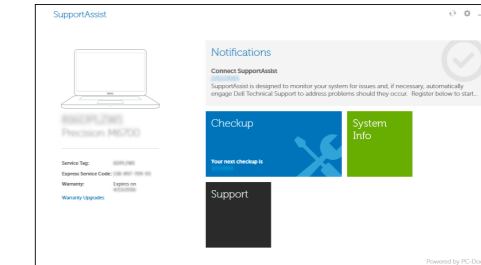 SupportAssist
Notifications
Connect SupportAssist
SupportAssist is designed to monitor your system for issues and, if necessary, automatically
engage Dell Technical Support to address problems should they occur. Register below to start...
Precision M6700
Checkup
Your next checkup is
System
Info
Service Tag:
Express Service Code:
Warranty: Expires on
Warranty Upgrades
Support
Powered by PC-Do